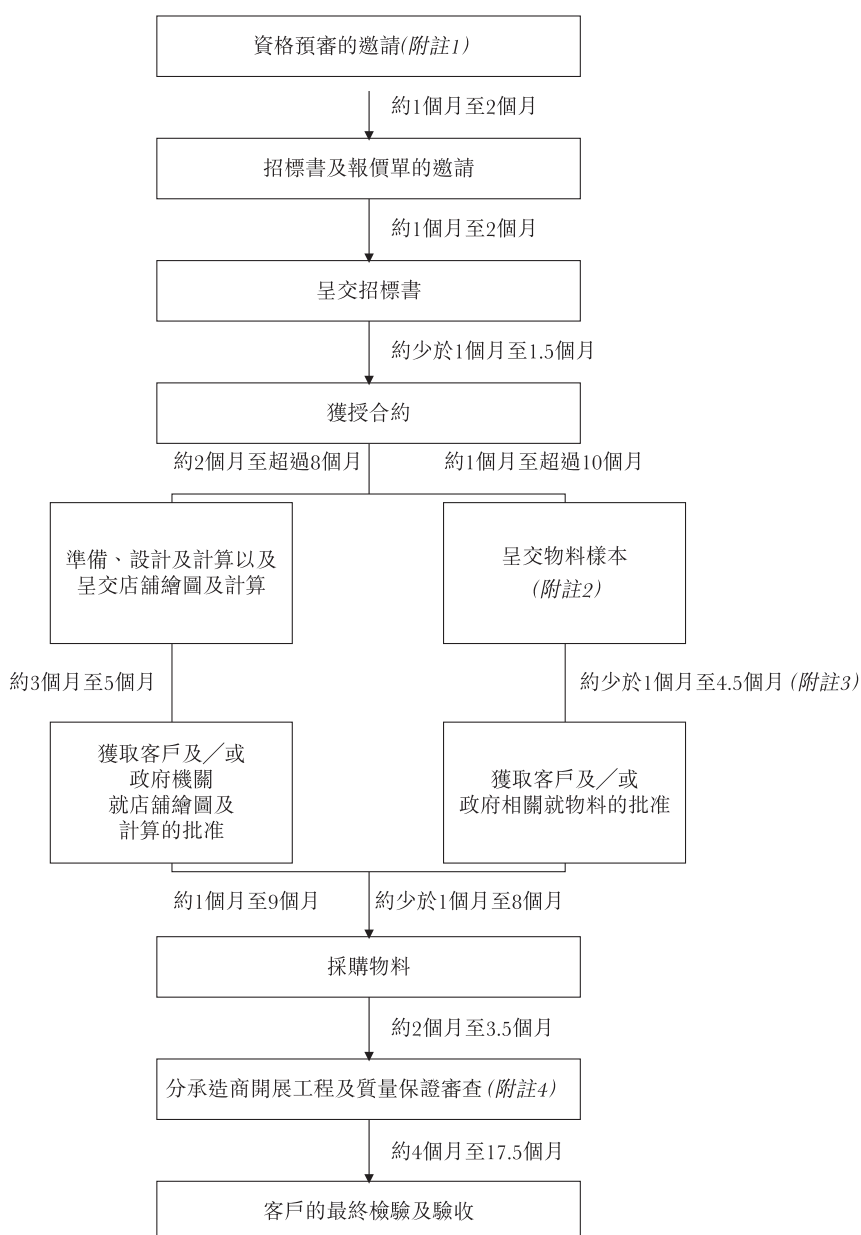 資格預審的邀請(附註1)
約1個月至2個月
招標書及報價單的邀請
約1個月至2個月
呈交招標書
約少於1個月至1.5個月
獲授合約
約2個月至超過8個月
約1個月至超過10個月
準備、設計及計算以及
呈交店舖繪圖及計算
呈交物料樣本
(附註2)
約3個月至5個月
約少於1個月至4.5個月(附註3)
獲取客戶及╱或
政府機關
就店舖繪圖及
計算的批准
獲取客戶及╱或
政府相關就物料的批准
約1個月至9個月
約少於1個月至8個月
採購物料
約2個月至3.5個月
分承造商開展工程及質量保證審查(附註4)
約4個月至17.5個月
客戶的最終檢驗及驗收